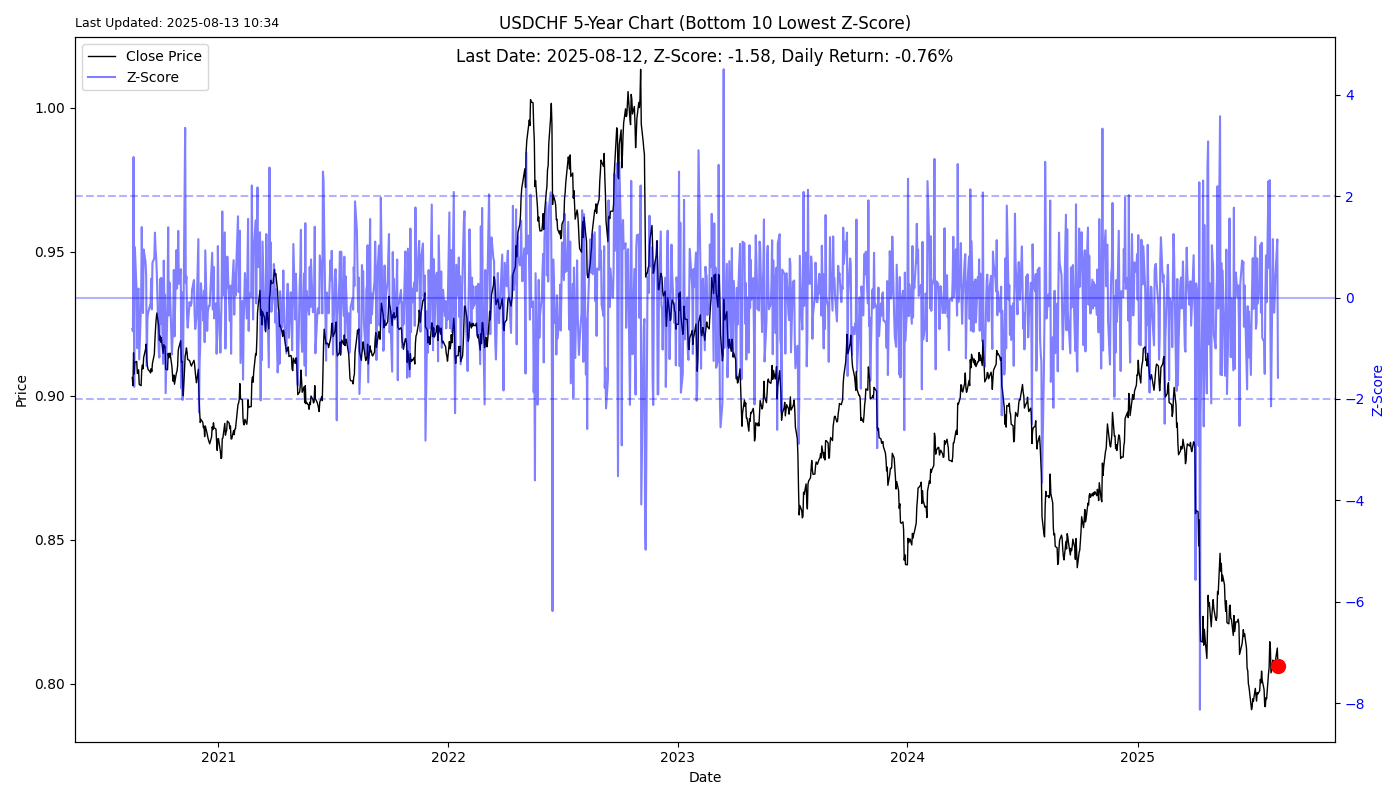 Last Updated: 2025-08-13 10:34
USDCHF 5-Year Chart (Bottom 10 Lowest Z-Score)
Last Date: 2025-08-12, Z-Score: -1.58, Daily Return: -0.76%
Close Price
Z-Score
1.00
0.95
0.90
0.85
0.80
Price
4
2
0
−2
−4
−6
−8
Z-Score
2021
2022
2023
2024
2025
Date